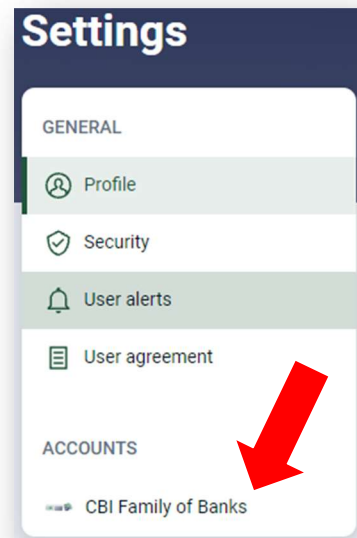 Settings
GENERAL
Profile
Security
User alerts
User agreement
ACCOUNTS
CBI Family of Banks